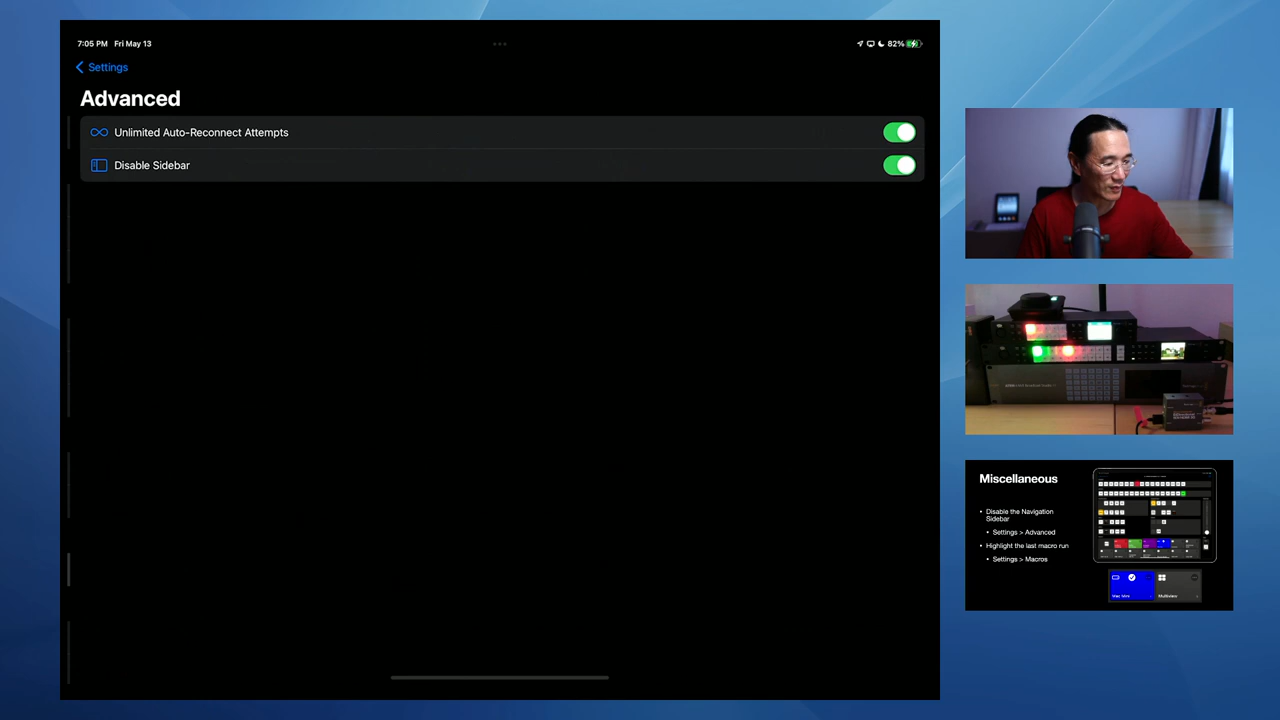 7:05 PM Fri May 13
82%
Settings
Advanced
Unlimited Auto-Reconnect Attempts
Disable Sidebar
Miscellaneous
• Disable the Navigation
Sidebar
• Settings > Advanced
• Highlight the last macro run
• Settings > Macros
Multiview